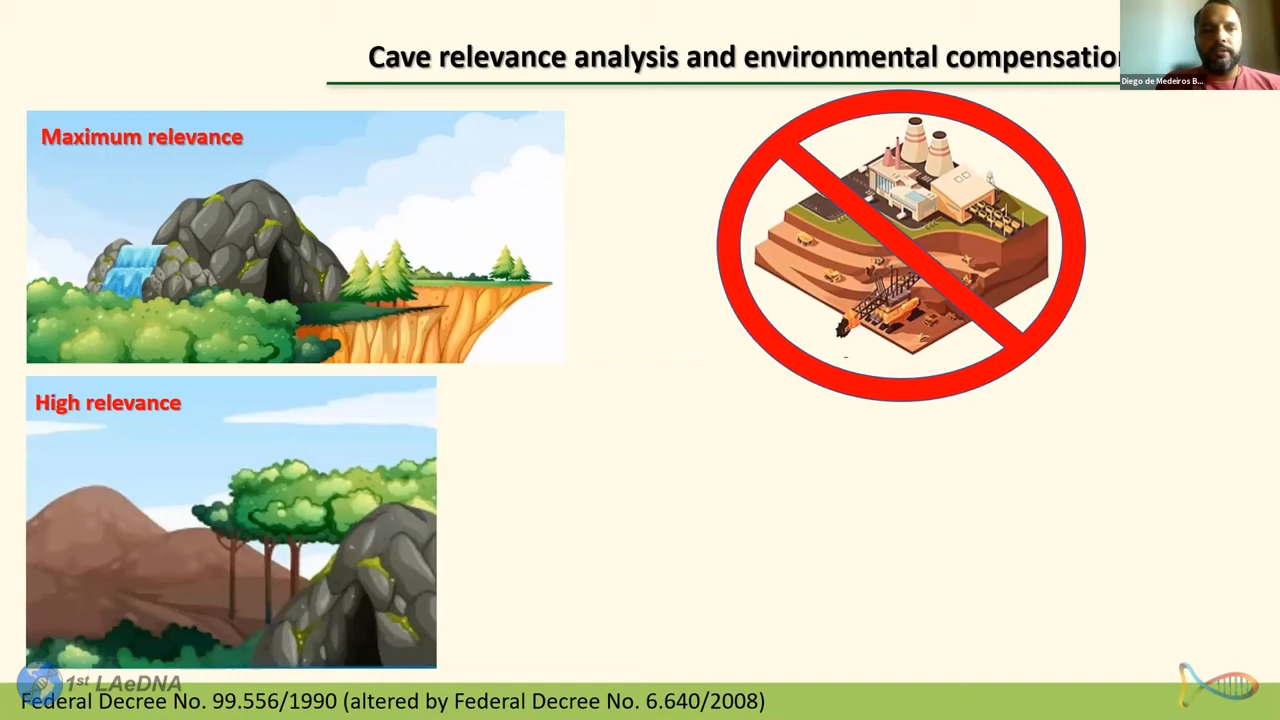 Cave relevance analysis and environmental compensatio
Diego de Medeiros B...
Maximum relevance
High relevance
1st LAeDNA
Federal Decree No. 99.556/1990 (altered by Federal Decree No. 6.640/2008)